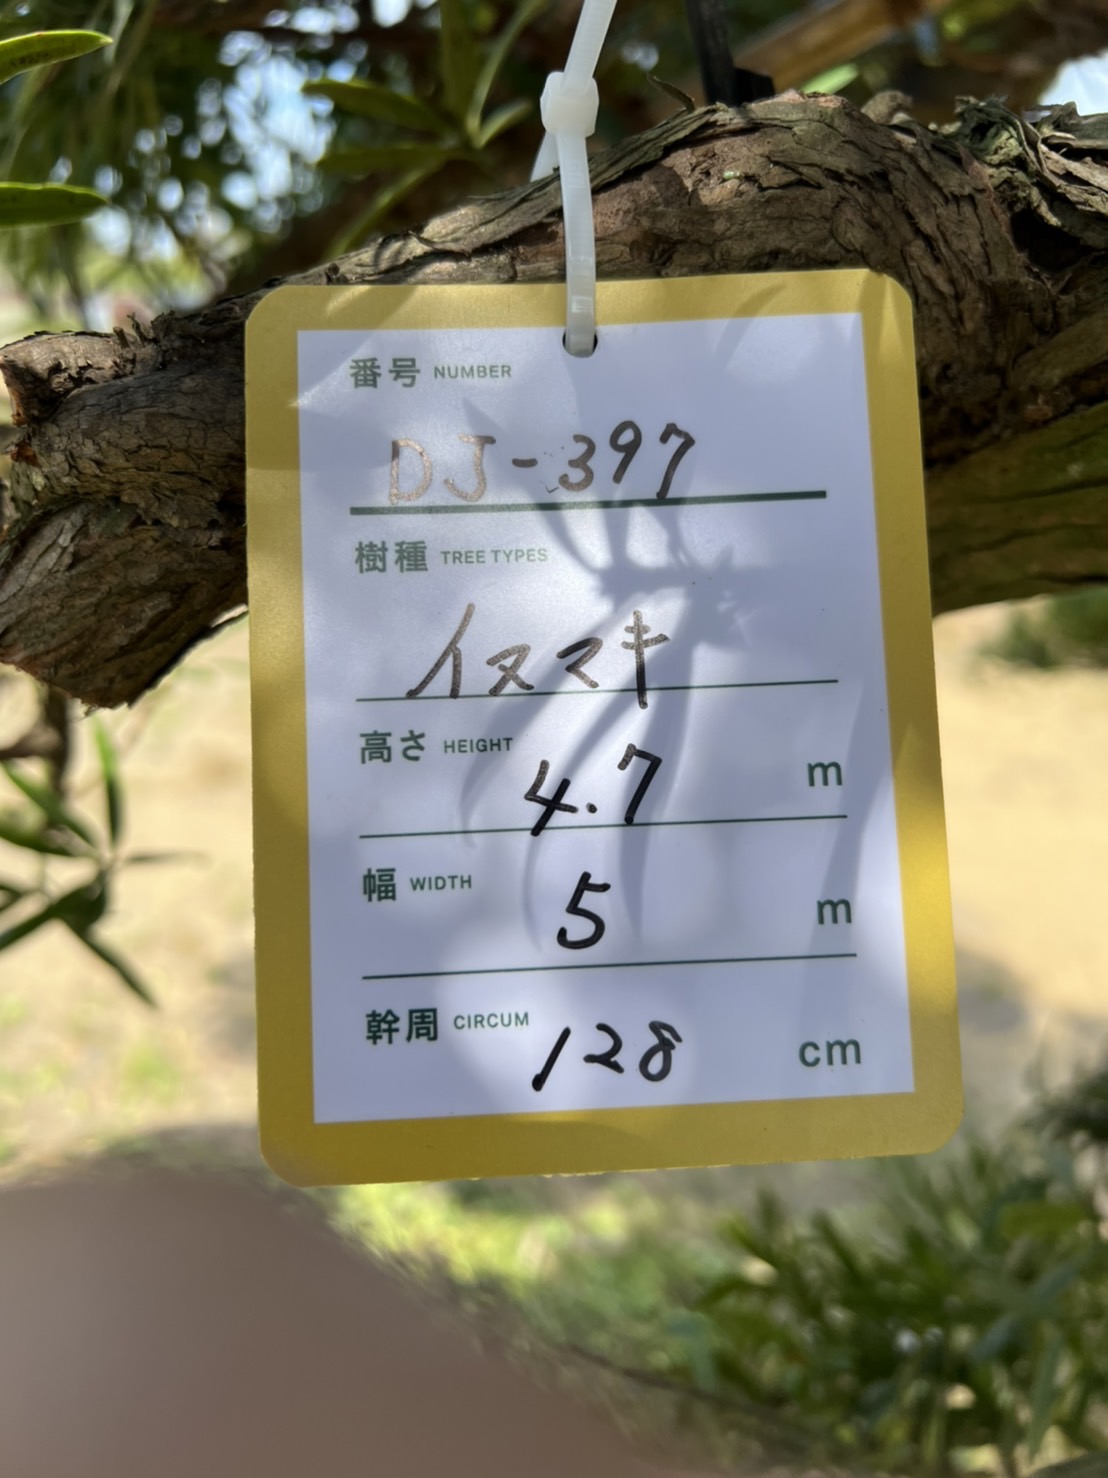 番号 NUMBER
DJ-397
樹種 TREE TYPES
イヌマキ
高さ HEIGHT 4.7 m
幅 WIDTH 5 m
幹周 CIRCUM 128 cm